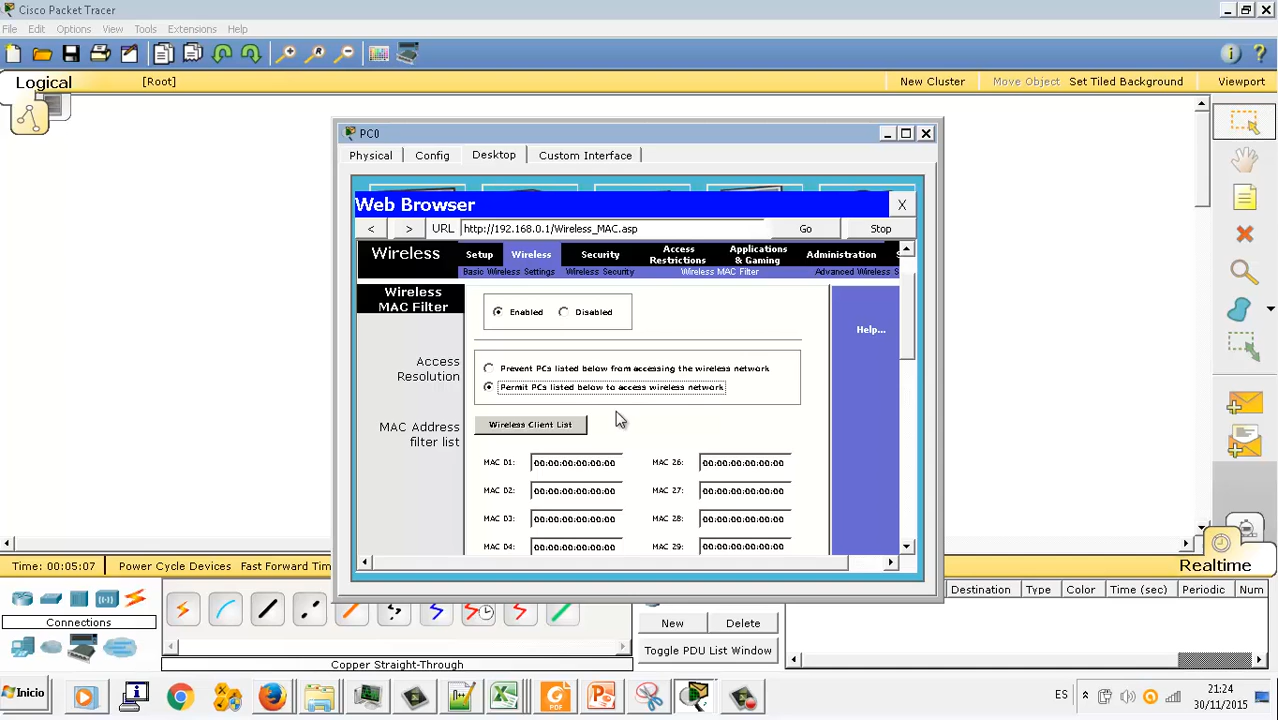 Cisco Packet Tracer
File Edit Options View Tools Extensions Help
Logical
[Root]
New Cluster
Move Object
Set Tiled Background
Viewport
PC0
Physical Config Desktop Custom Interface
Web Browser
X
< > URL http://192.168.0.1/Wireless_MAC.asp Go Stop
Wireless
Setup Wireless Security Access Restrictions Applications & Gaming Administration S
Basic Wireless Settings Wireless Security Wireless MAC Filter Advanced Wireless S
Wireless
MAC Filter
Enabled Disabled
Help...
Access
Resolution
Prevent PCs listed below from accessing the wireless network
Permit PCs listed below to access wireless network
MAC Address
filter list
Wireless Client List
MAC 01: 00:00:00:00:00:00 MAC 26: 00:00:00:00:00:00
MAC 02: 00:00:00:00:00:00 MAC 27: 00:00:00:00:00:00
MAC 03: 00:00:00:00:00:00 MAC 28: 00:00:00:00:00:00
MAC 04: 00:00:00:00:00:00 MAC 29: 00:00:00:00:00:00
Time: 00:05:07 Power Cycle Devices Fast Forward Tim
Realtime
Connections
Copper Straight-Through
New Delete
Toggle PDU List Window
Destination Type Color Time (sec) Periodic Num
Inicio
PDF
ES
21:24
30/11/2015